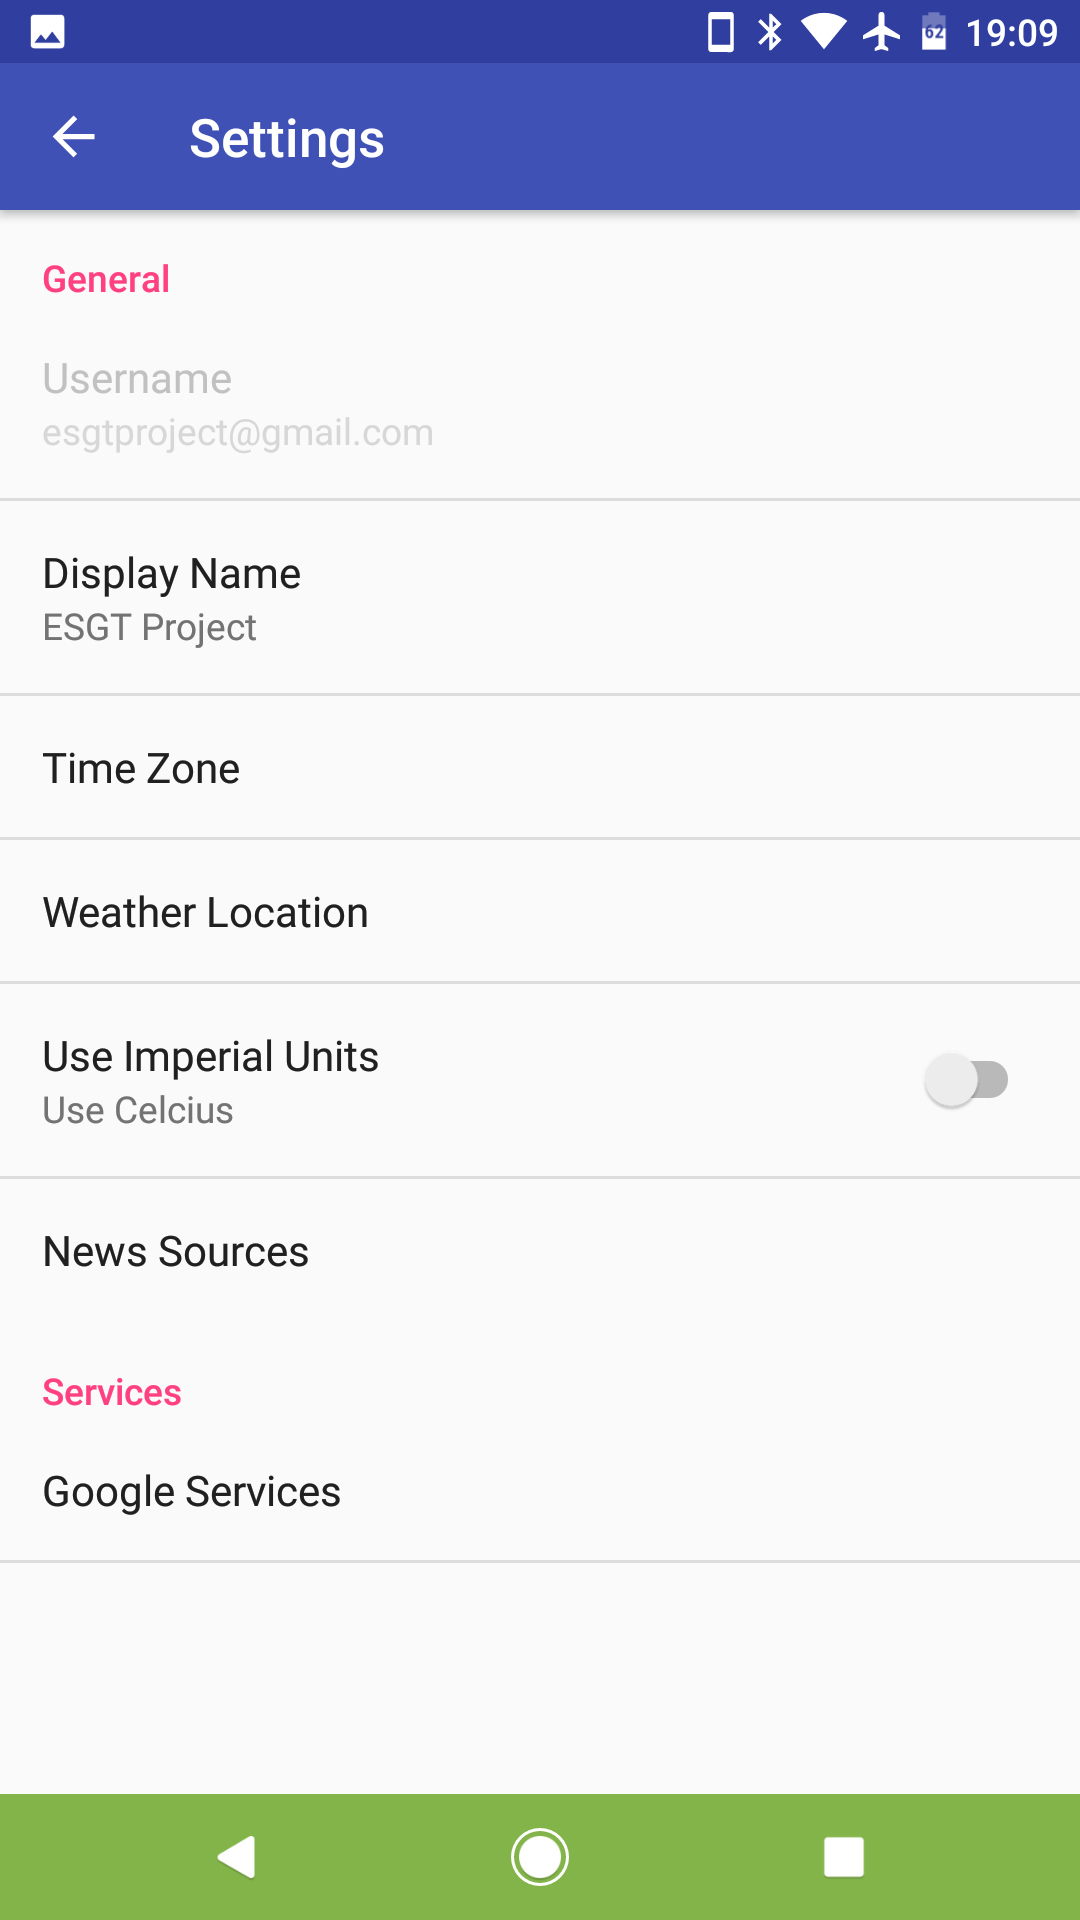 62 19:09
Settings
General
Username
esgtproject@gmail.com
Display Name
ESGT Project
Time Zone
Weather Location
Use Imperial Units
Use Celcius
News Sources
Services
Google Services